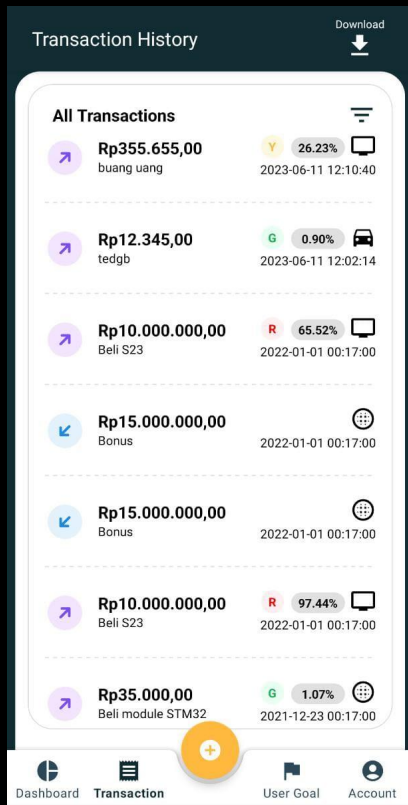 Transaction History
Download
All Transactions
Rp355.655,00
Y 26.23%
buang uang
2023-06-11 12:10:40
Rp12.345,00
G 0.90%
tedgb
2023-06-11 12:02:14
Rp10.000.000,00
R 65.52%
Beli S23
2022-01-01 00:17:00
Rp15.000.000,00
Bonus
2022-01-01 00:17:00
Rp15.000.000,00
Bonus
2022-01-01 00:17:00
Rp10.000.000,00
R 97.44%
Beli S23
2022-01-01 00:17:00
Rp35.000,00
G 1.07%
Beli module STM32
2021-12-23 00:17:00
Dashboard
Transaction
User Goal
Account